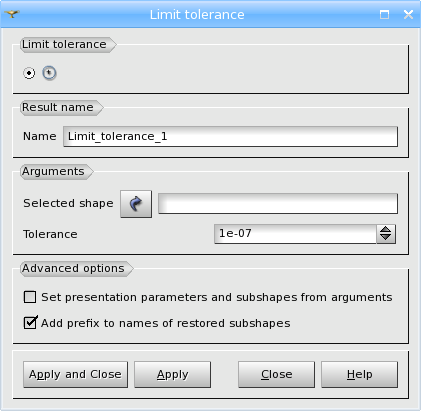 Limit tolerance
Limit tolerance
Result name
Name Limit_tolerance_1
Arguments
Selected shape
Tolerance 1e-07
Advanced options
Set presentation parameters and subshapes from arguments
Add prefix to names of restored subshapes
Apply and Close Apply Close Help